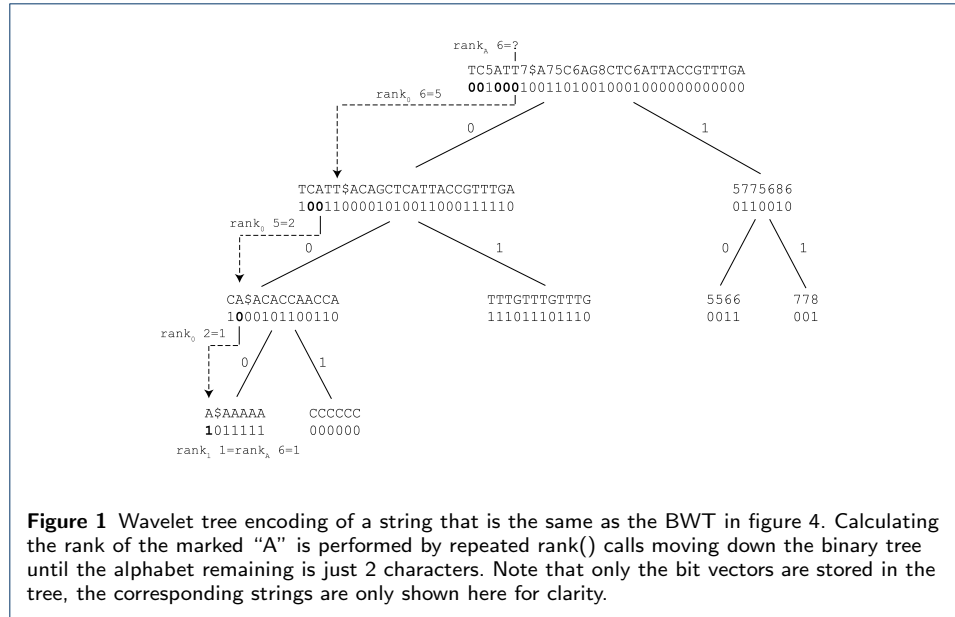 rank_A 6=?
TC5ATT7$A75C6AG8CTC6ATTACCGTTTGA
00100010011010010001000000000000
rank_0 6=5
0
1
TCATT$ACAGCTCATTACCGTTTGA
1001100001010011000111110
5775686
0110010
rank_0 5=2
0
1
0
1
CA$ACACCAACCA
1000101100110
TTTGTTTGTTTG
111011101110
5566
0011
778
001
rank_0 2=1
0
1
A$AAAAA
1011111
CCCCCC
000000
rank_1 1=rank_A 6=1
Figure 1 Wavelet tree encoding of a string that is the same as the BWT in figure 4. Calculating
the rank of the marked “A” is performed by repeated rank() calls moving down the binary tree
until the alphabet remaining is just 2 characters. Note that only the bit vectors are stored in the
tree, the corresponding strings are only shown here for clarity.